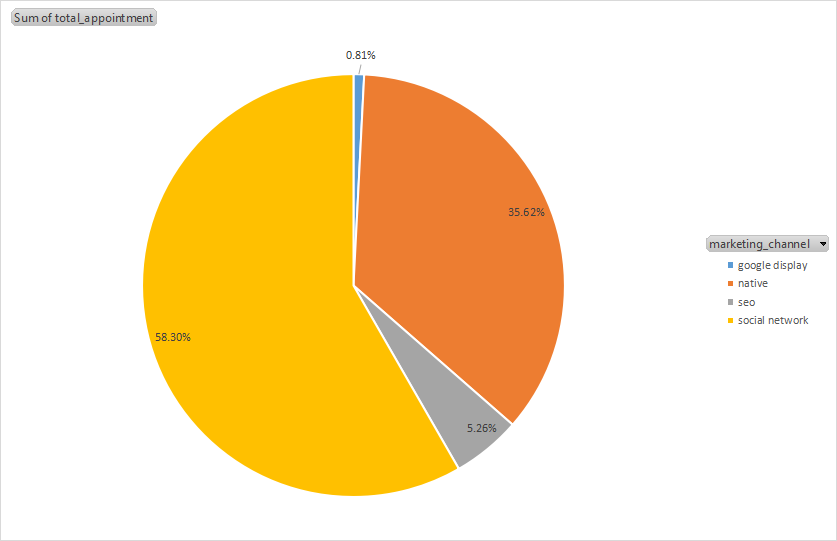 Sum of total_appointment
0.81%
35.62%
58.30%
5.26%
marketing_channel
google display
native
seo
social network